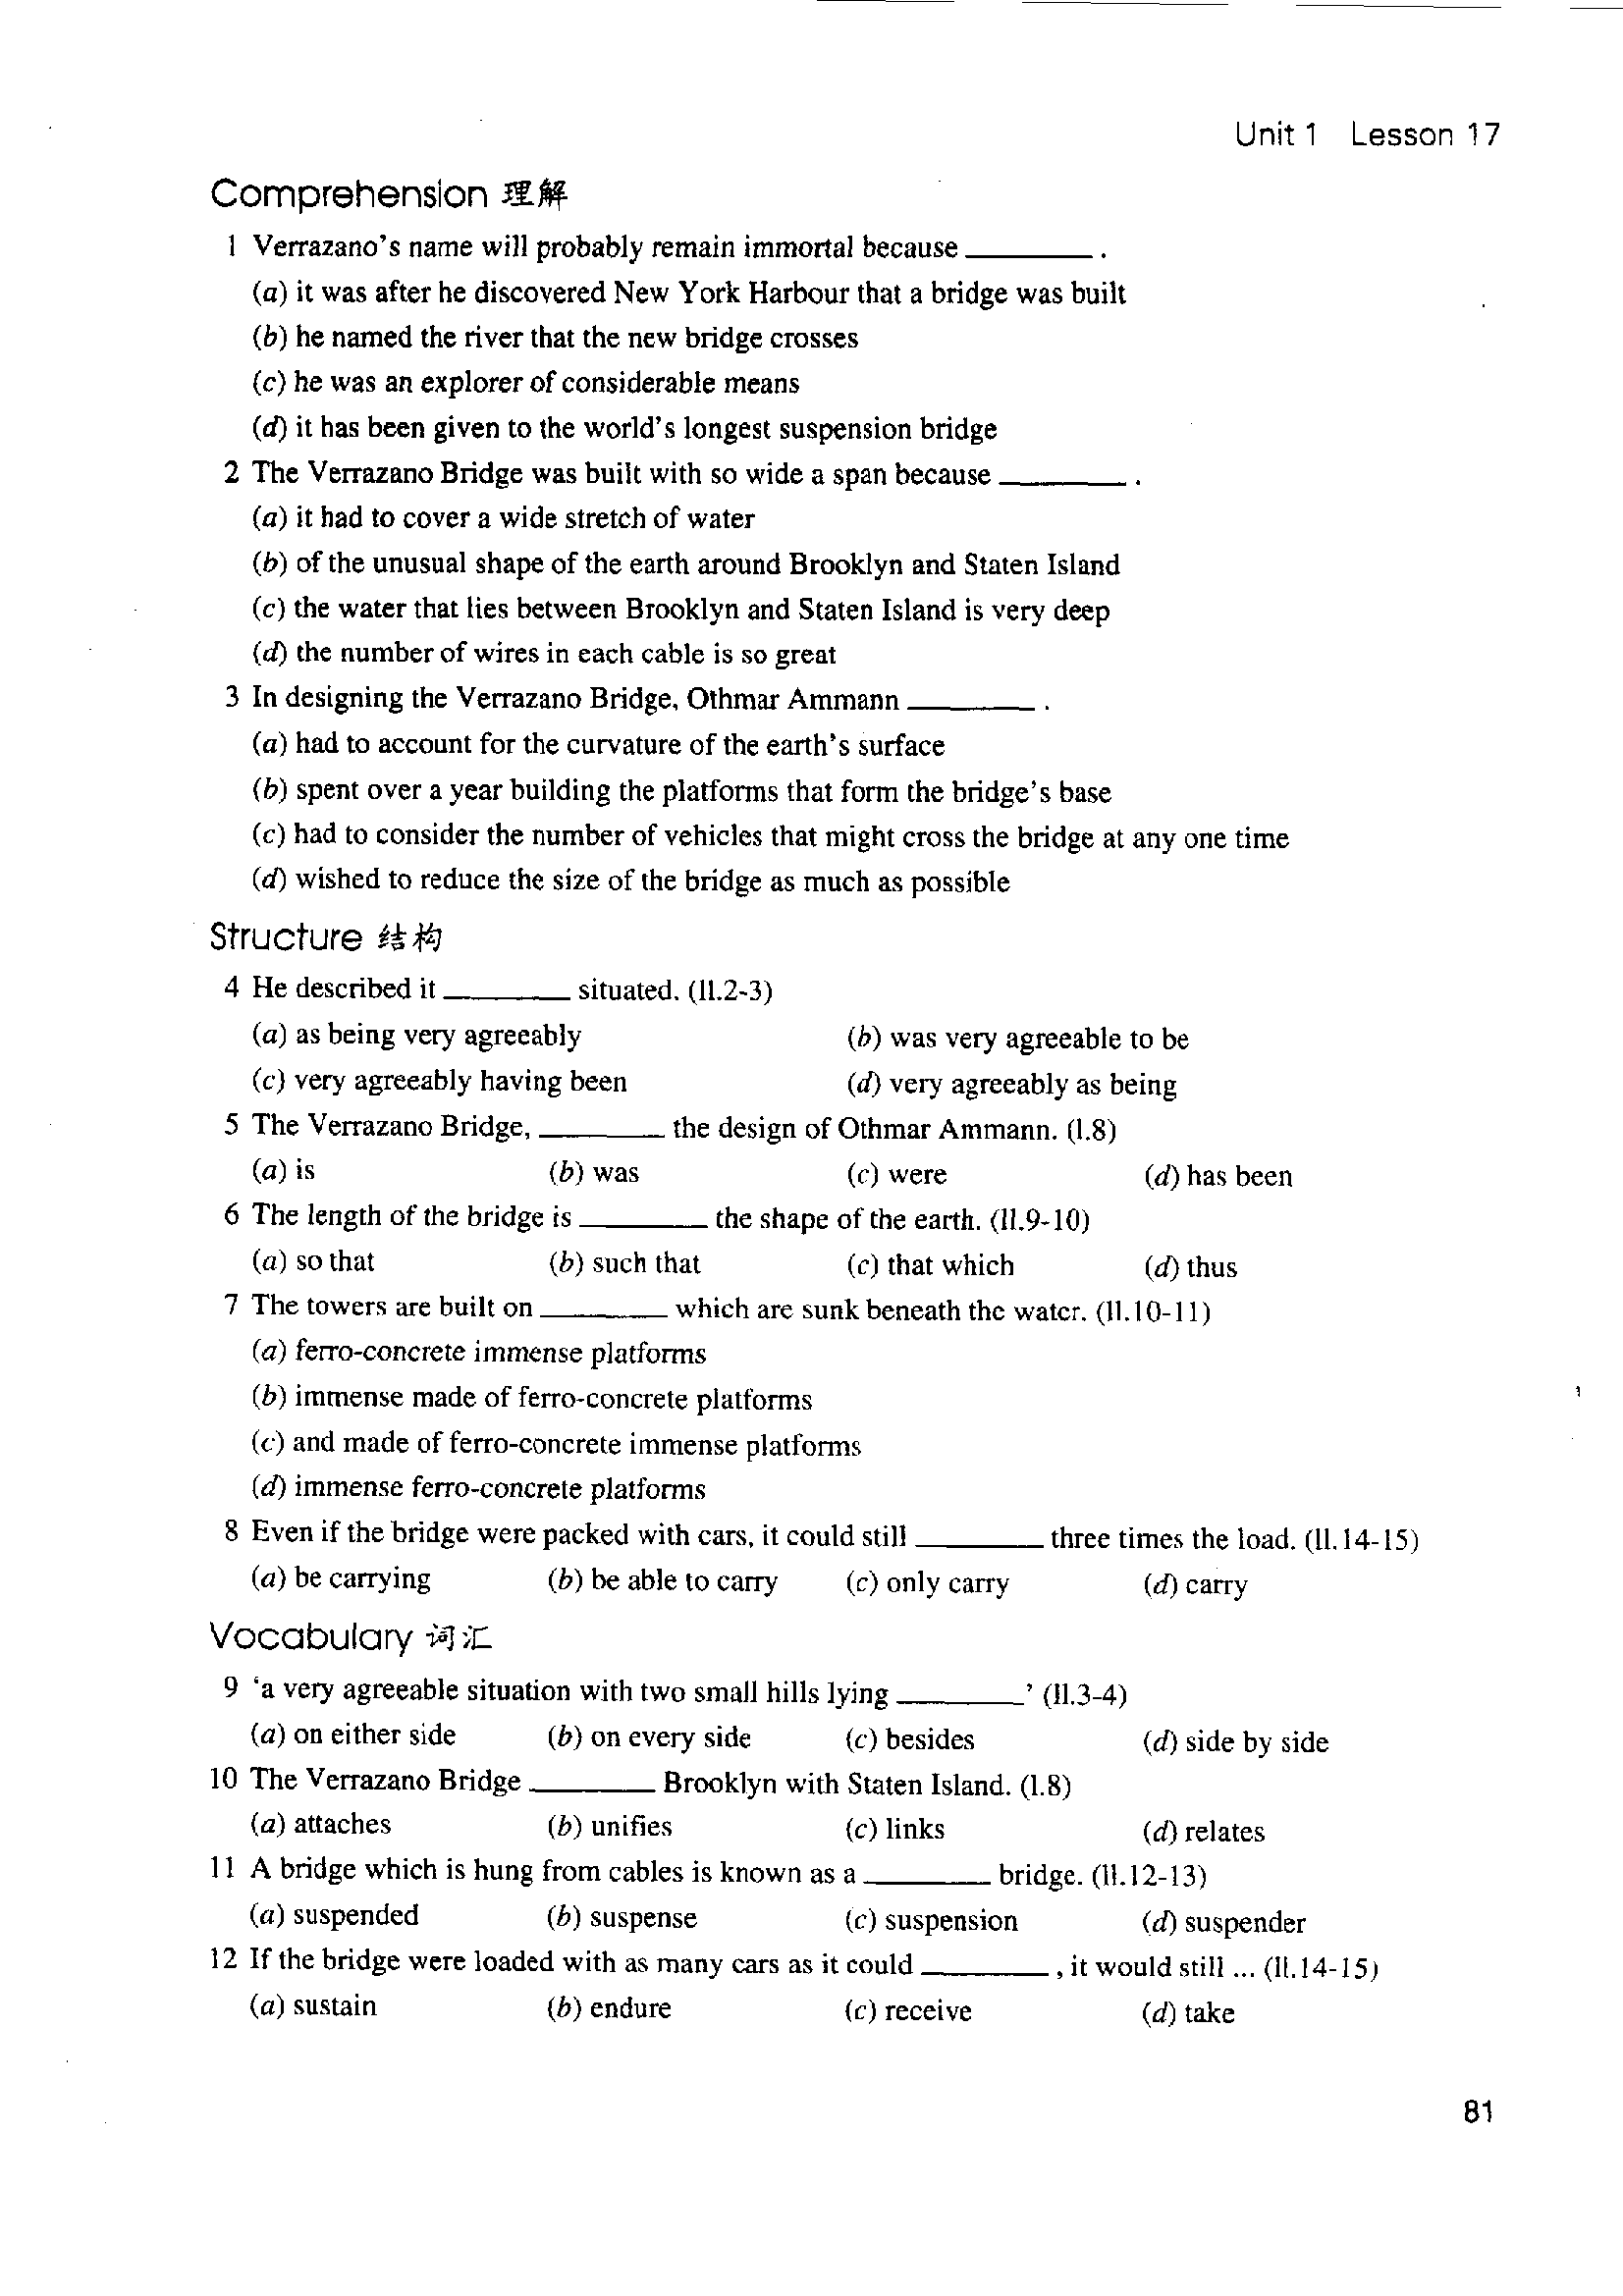 Unit 1 Lesson 17
Comprehension 理解
1 Verrazano's name will probably remain immortal because ________ .
(a) it was after he discovered New York Harbour that a bridge was built
(b) he named the river that the new bridge crosses
(c) he was an explorer of considerable means
(d) it has been given to the world's longest suspension bridge
2 The Verrazano Bridge was built with so wide a span because ________ .
(a) it had to cover a wide stretch of water
(b) of the unusual shape of the earth around Brooklyn and Staten Island
(c) the water that lies between Brooklyn and Staten Island is very deep
(d) the number of wires in each cable is so great
3 In designing the Verrazano Bridge, Othmar Ammann ________ .
(a) had to account for the curvature of the earth's surface
(b) spent over a year building the platforms that form the bridge's base
(c) had to consider the number of vehicles that might cross the bridge at any one time
(d) wished to reduce the size of the bridge as much as possible
Structure 结构
4 He described it ________ situated. (ll.2-3)
(a) as being very agreeably (b) was very agreeable to be
(c) very agreeably having been (d) very agreeably as being
5 The Verrazano Bridge, ________ the design of Othmar Ammann. (l.8)
(a) is (b) was (c) were (d) has been
6 The length of the bridge is ________ the shape of the earth. (ll.9-10)
(a) so that (b) such that (c) that which (d) thus
7 The towers are built on ________ which are sunk beneath the water. (ll.10-11)
(a) ferro-concrete immense platforms
(b) immense made of ferro-concrete platforms
(c) and made of ferro-concrete immense platforms
(d) immense ferro-concrete platforms
8 Even if the bridge were packed with cars, it could still ________ three times the load. (ll.14-15)
(a) be carrying (b) be able to carry (c) only carry (d) carry
Vocabulary 词汇
9 'a very agreeable situation with two small hills lying ________' (ll.3-4)
(a) on either side (b) on every side (c) besides (d) side by side
10 The Verrazano Bridge ________ Brooklyn with Staten Island. (l.8)
(a) attaches (b) unifies (c) links (d) relates
11 A bridge which is hung from cables is known as a ________ bridge. (ll.12-13)
(a) suspended (b) suspense (c) suspension (d) suspender
12 If the bridge were loaded with as many cars as it could ________ , it would still ... (ll.14-15)
(a) sustain (b) endure (c) receive (d) take
81